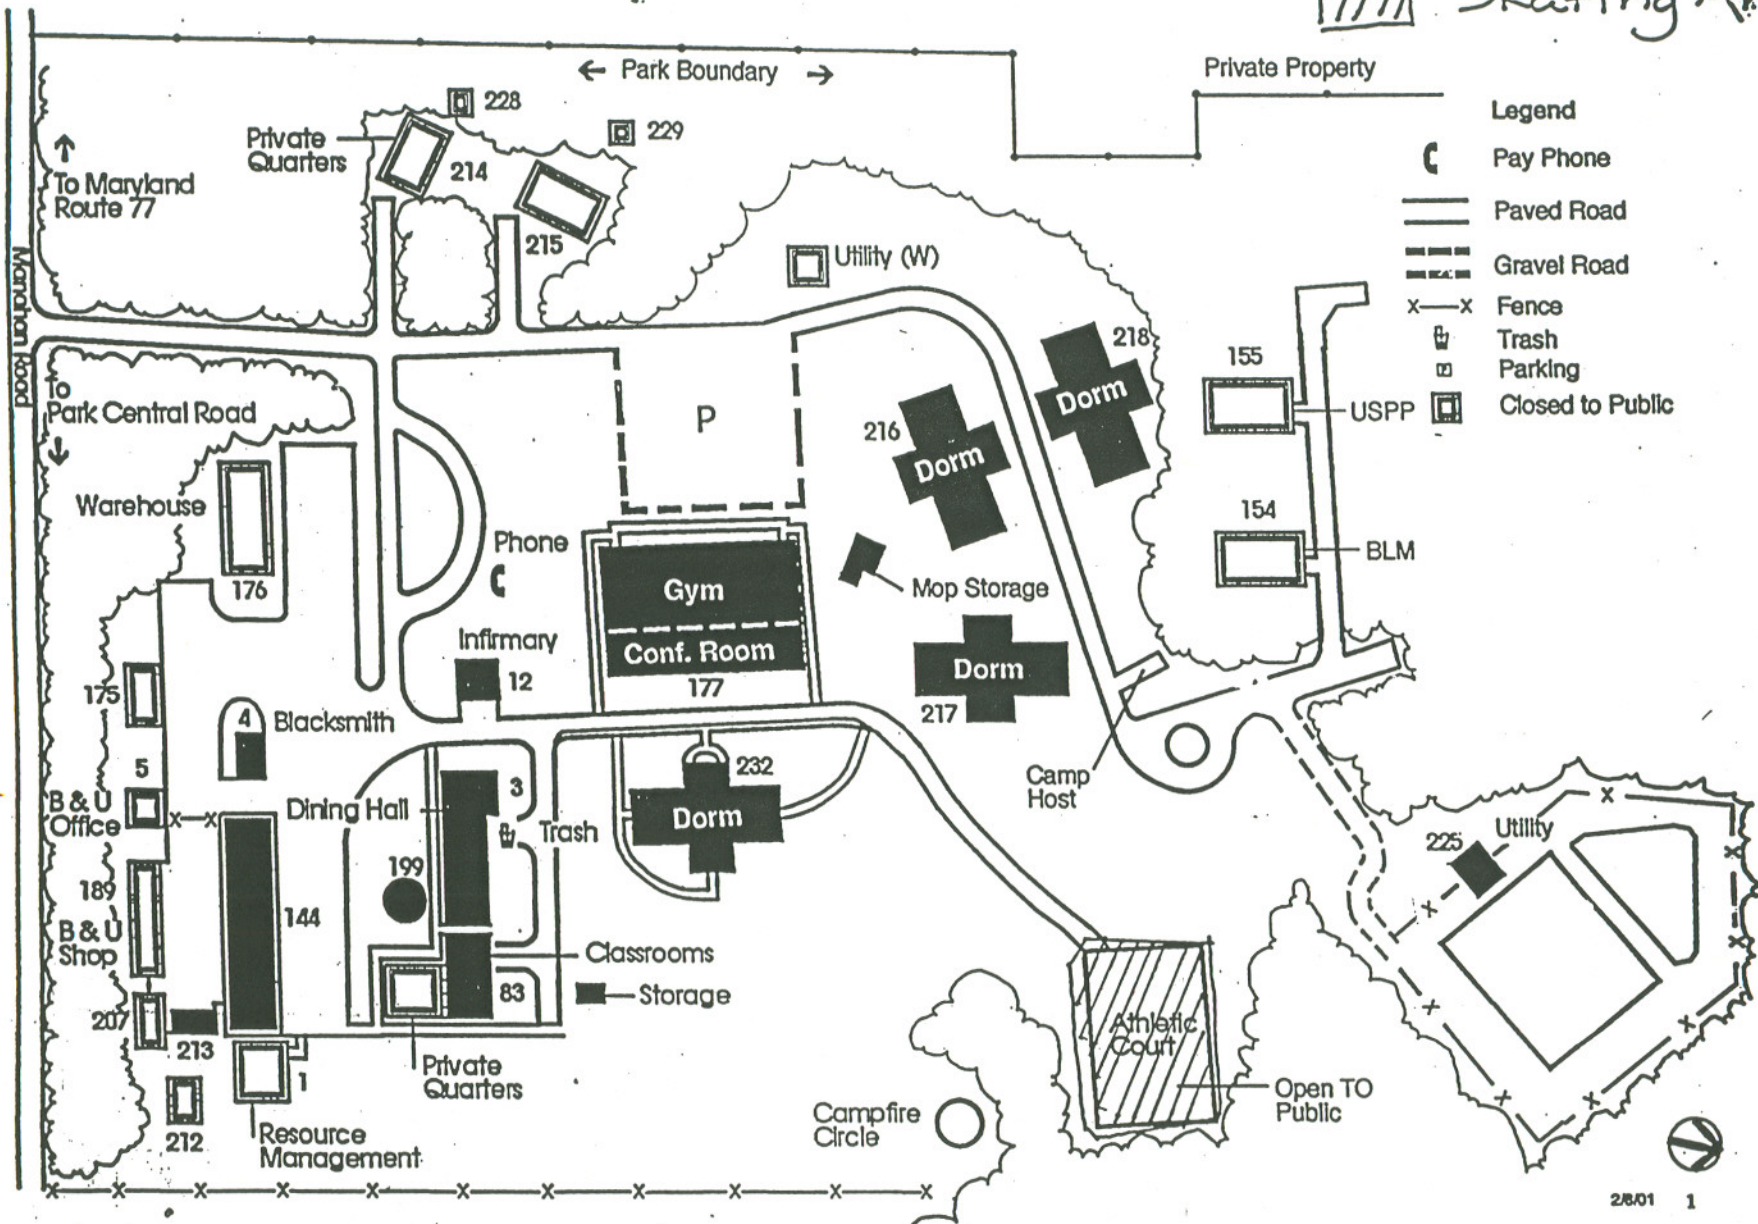 Skating
Park Boundary
Private Property
Legend
Pay Phone
Paved Road
Gravel Road
X X Fence
Trash
Parking
Closed to Public
228
229
Private
Quarters
214
215
To Maryland
Route 77
Manahan Road
Utility (W)
To
Park Central Road
P
216
Dorm
218
Dorm
155
USPP
154
BLM
Warehouse
176
Phone
Gym
Conf. Room
177
Mop Storage
Infirmary
12
Dorm
217
175
4
Blacksmith
5
B & U
Office
X X
Dining Hall
3
Trash
232
Dorm
Camp
Host
225
Utility
199
189
B & U
Shop
144
Classrooms
83
Storage
207
213
1
212
Private
Quarters
Resource
Management
Athletic
Court
Open TO
Public
Campfire
Circle
X X X X X X X X X X
2/8/01 1